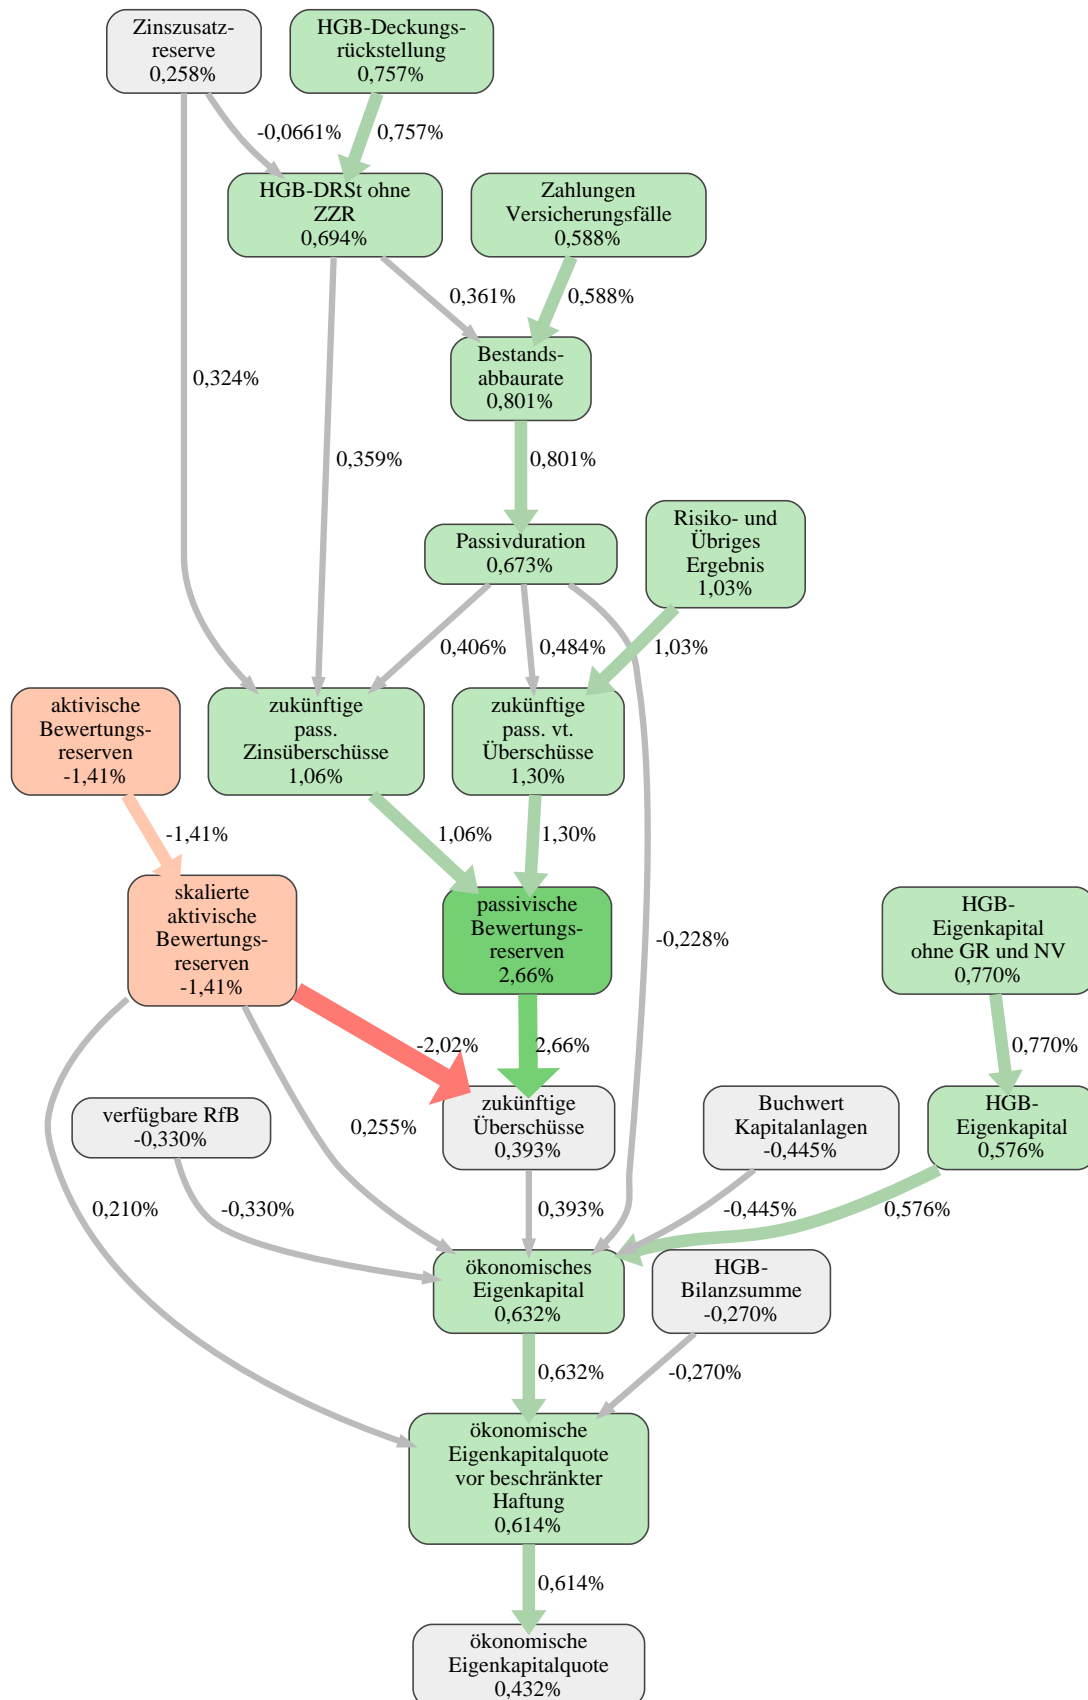 Zinszusatz-
reserve
0,258%
HGB-Deckungs-
rückstellung
0,757%
-0,0661%
0,757%
HGB-DRSt ohne
ZZR
0,694%
Zahlungen
Versicherungsfälle
0,588%
0,361%
0,588%
Bestands-
abbaurate
0,801%
0,324%
0,359%
0,801%
Passivduration
0,673%
Risiko- und
Übriges
Ergebnis
1,03%
0,406%
0,484%
1,03%
aktivische
Bewertungs-
reserven
-1,41%
zukünftige
pass.
Zinsüberschüsse
1,06%
zukünftige
pass. vt.
Überschüsse
1,30%
-1,41%
1,06%
1,30%
skalierte
aktivische
Bewertungs-
reserven
-1,41%
passivische
Bewertungs-
reserven
2,66%
-0,228%
HGB-
Eigenkapital
ohne GR und NV
0,770%
-2,02%
2,66%
0,770%
verfügbare RfB
-0,330%
0,255%
zukünftige
Überschüsse
0,393%
Buchwert
Kapitalanlagen
-0,445%
HGB-
Eigenkapital
0,576%
0,210%
-0,330%
0,393%
-0,445%
0,576%
ökonomisches
Eigenkapital
0,632%
HGB-
Bilanzsumme
-0,270%
0,632%
-0,270%
ökonomische
Eigenkapitalquote
vor beschränkter
Haftung
0,614%
0,614%
ökonomische
Eigenkapitalquote
0,432%